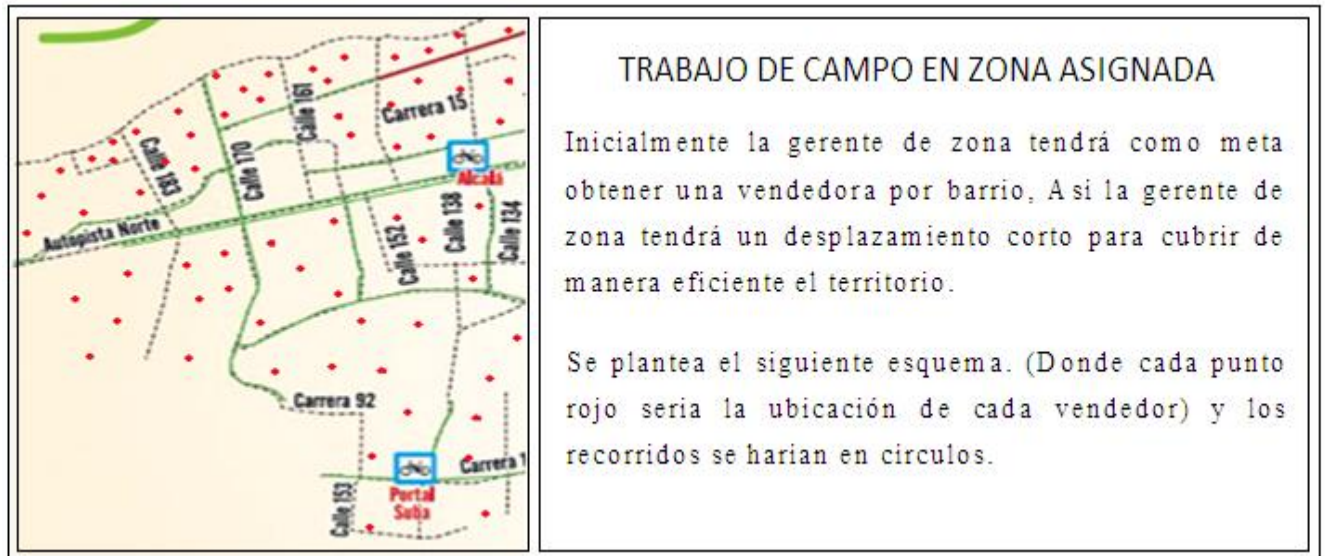 Calle 161
Carrera 15
Calle 183
Calle 170
Alcalá
Autopista Norte
Calle 152
Calle 138
Calle 134
Carrera 92
Carrera 1
Portal
Suba
Calle 153
TRABAJO DE CAMPO EN ZONA ASIGNADA
Inicialmente la gerente de zona tendrá como meta
obtener una vendedora por barrio, Asi la gerente de
zona tendrá un desplazamiento corto para cubrir de
manera eficiente el territorio.
Se plantea el siguiente esquema. (Donde cada punto
rojo seria la ubicación de cada vendedor) y los
recorridos se harian en circulos.